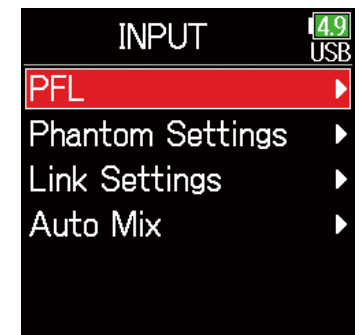 INPUT
4.9
USB
PFL
Phantom Settings
Link Settings
Auto Mix